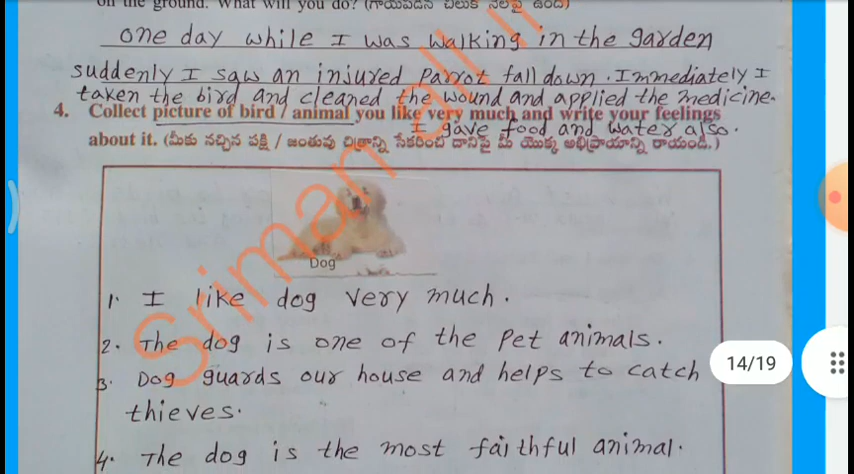 on the ground. What will you do? (గాయపడిన చిలుక నేలపై ఉంది)
one day while I was walking in the garden
suddenly I saw an injured Parrot fall down. Immediately I
taken the bird and cleaned the wound and applied the medicine.
4. Collect picture of bird / animal you like very much and write your feelings
I gave food and water also.
about it. (మీకు నచ్చిన పక్షి / జంతువు చిత్రాన్ని సేకరించి దానిపై మీ యొక్క అభిప్రాయాన్ని రాయండి.)
Dog
1. I like dog very much.
2. The dog is one of the Pet animals.
14/19
3. Dog guards our house and helps to catch
thieves.
4. The dog is the most faithful animal.